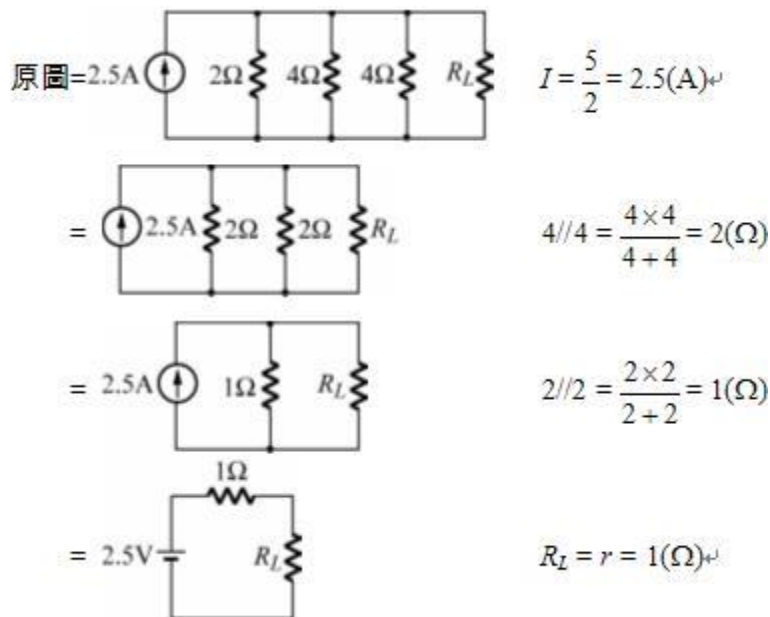 原圖=2.5A 2Ω 4Ω 4Ω R_L I = 5/2 = 2.5(A)↵
= 2.5A 2Ω 2Ω R_L 4//4 = (4×4)/(4+4) = 2(Ω)
= 2.5A 1Ω R_L 2//2 = (2×2)/(2+2) = 1(Ω)
1Ω
= 2.5V R_L R_L = r = 1(Ω)↵